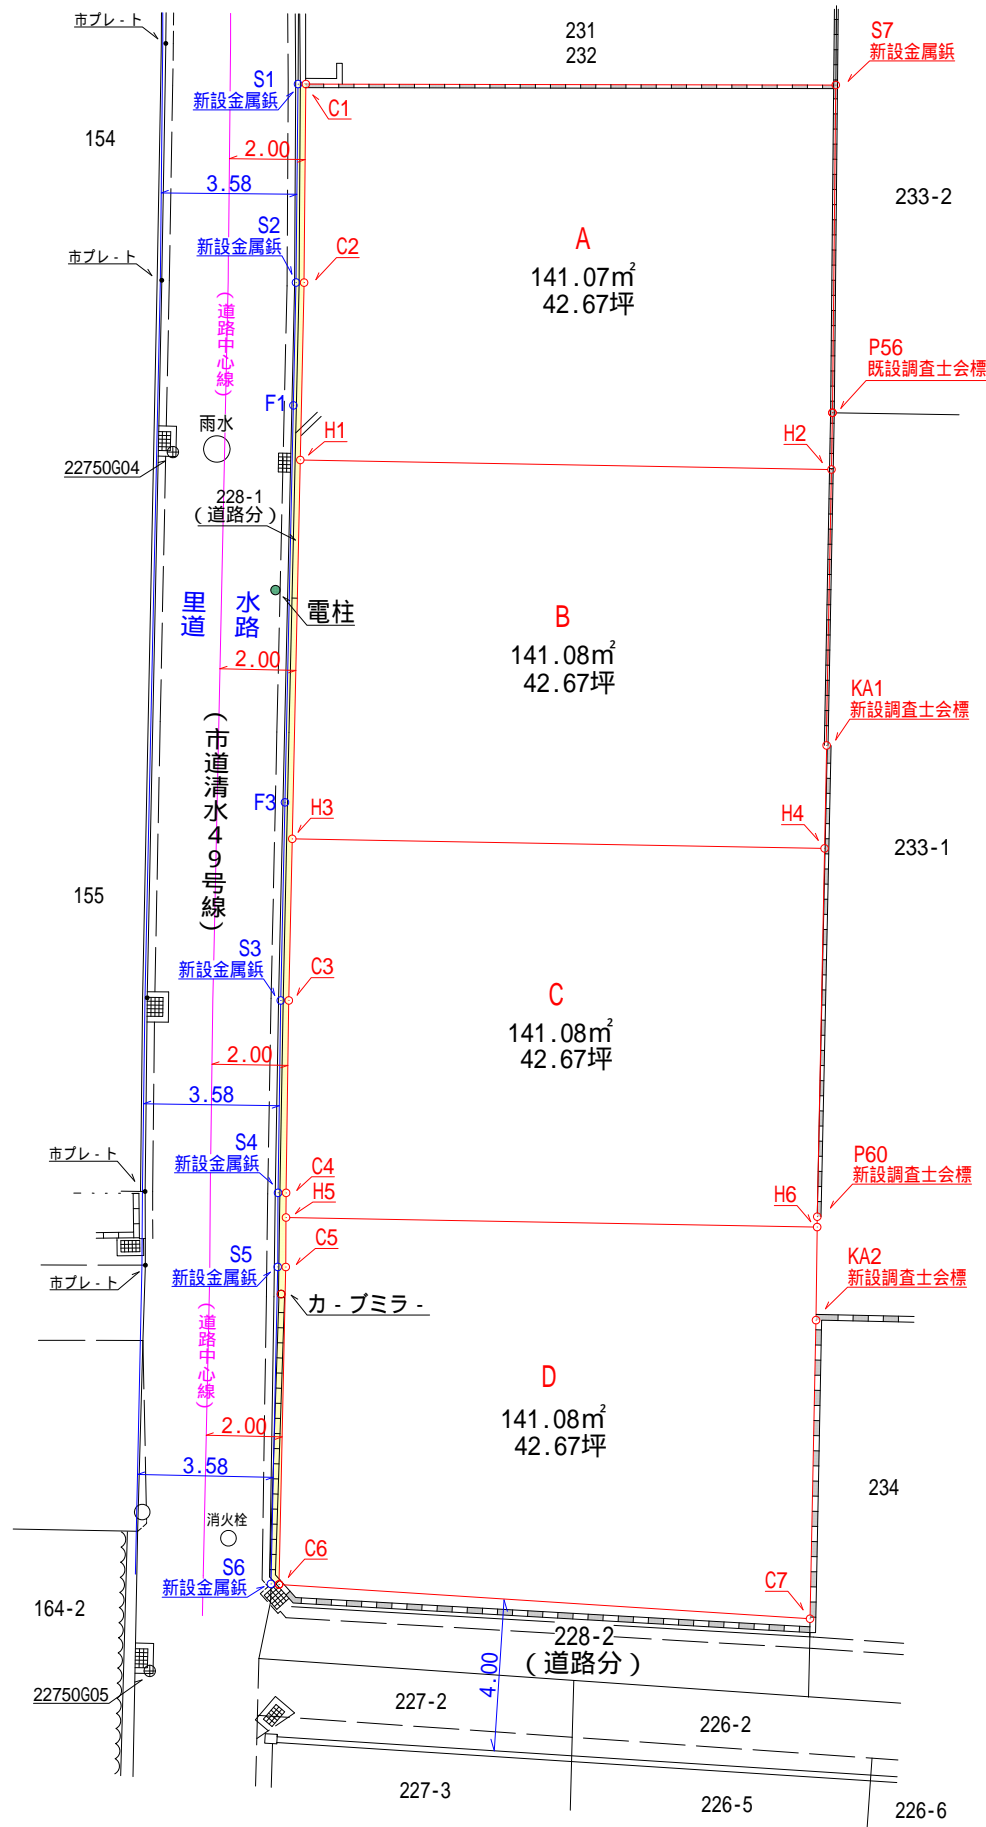 市プレ-ト
231
232
S7
新設金属鋲
S1
新設金属鋲
C1
154
2.00
3.58
233-2
S2
新設金属鋲
C2
A
141.07㎡
42.67坪
市プレ-ト
(道路中心線)
P56
既設調査士会標
F1
雨水
H1
H2
22750G04
228-1
(道路分)
里道
水路
電柱
B
141.08㎡
42.67坪
2.00
KA1
新設調査士会標
(市道清水49号線)
F3
H3
H4
233-1
155
S3
新設金属鋲
C3
C
141.08㎡
42.67坪
2.00
3.58
S4
新設金属鋲
市プレ-ト
C4
H5
H6
P60
新設調査士会標
S5
新設金属鋲
C5
市プレ-ト
KA2
新設調査士会標
カ-ブミラ-
(道路中心線)
D
141.08㎡
42.67坪
2.00
3.58
234
消火栓
C6
S6
新設金属鋲
C7
164-2
228-2
(道路分)
4.00
22750G05
227-2
226-2
227-3
226-5
226-6